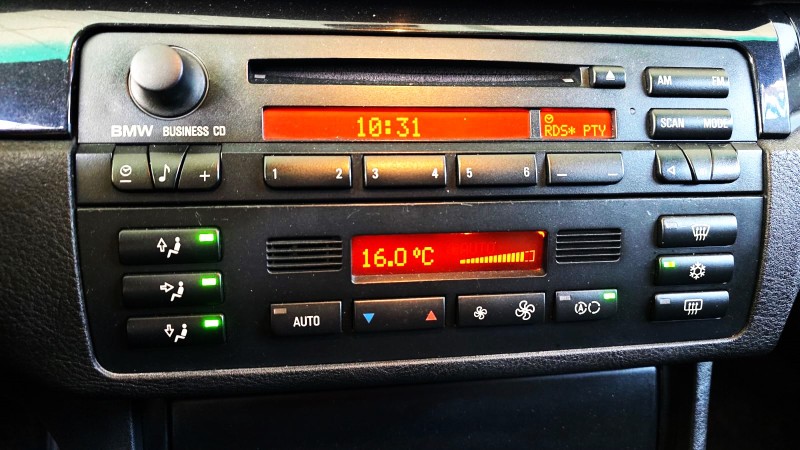 AM FM
BMW BUSINESS CD
10:31
RDS* PTY
SCAN MODE
+
1 2
3 4
5 6
16.0 °C
AUTO
A